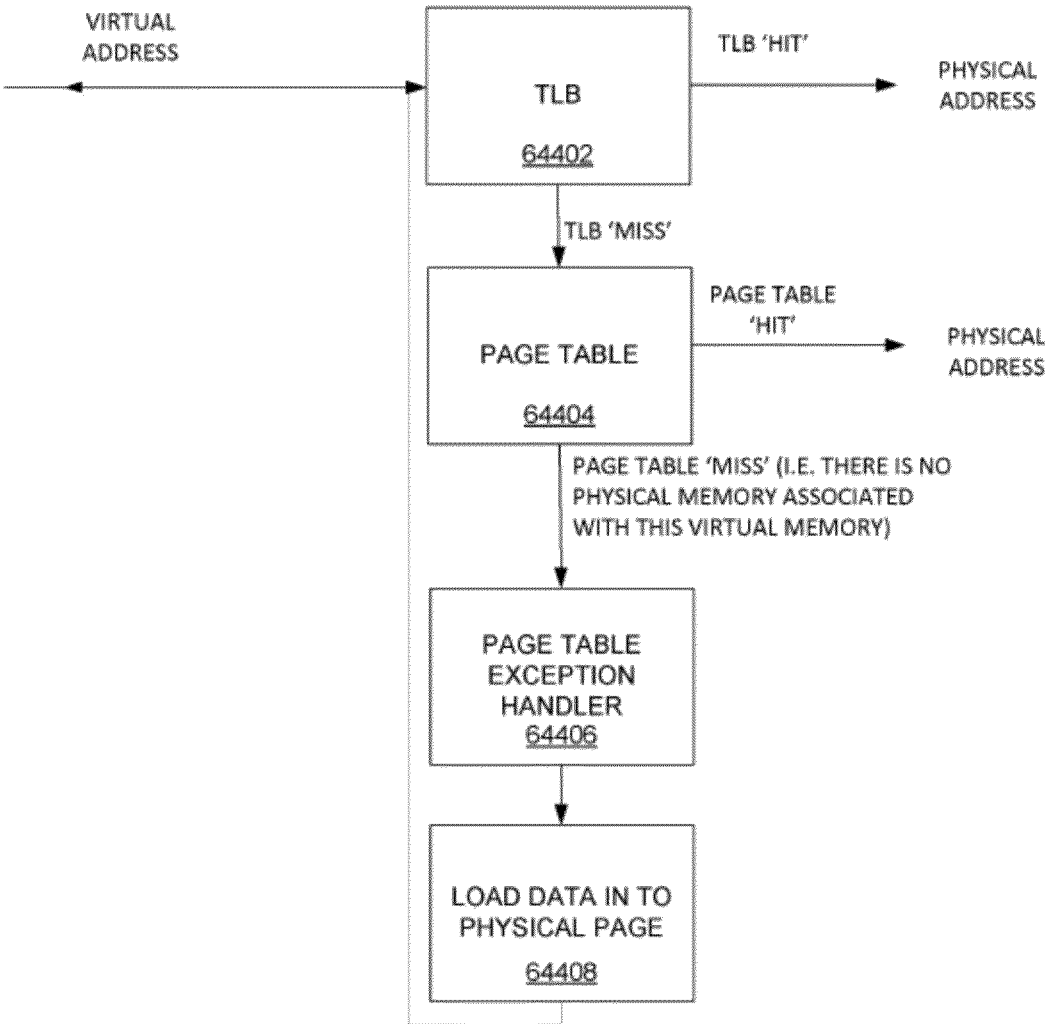 VIRTUAL
ADDRESS
TLB
64402
TLB 'HIT'
PHYSICAL
ADDRESS
TLB 'MISS'
PAGE TABLE
64404
PAGE TABLE
'HIT'
PHYSICAL
ADDRESS
PAGE TABLE 'MISS' (I.E. THERE IS NO
PHYSICAL MEMORY ASSOCIATED
WITH THIS VIRTUAL MEMORY)
PAGE TABLE
EXCEPTION
HANDLER
64406
LOAD DATA IN TO
PHYSICAL PAGE
64408